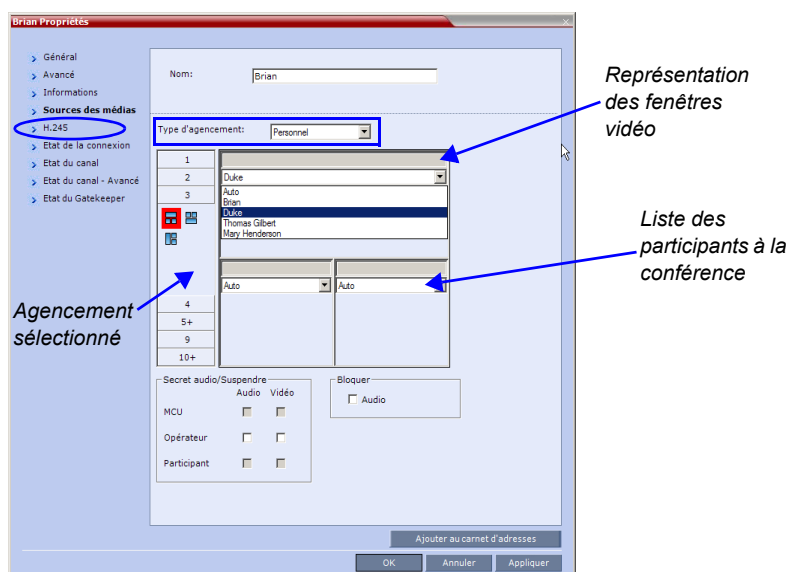 Brian Propriétés
Général
Avancé
Informations
Sources des médias
H.245
Etat de la connexion
Etat du canal
Etat du canal - Avancé
Etat du Gatekeeper
Nom: Brian
Type d'agencement: Personnel
1
2
3
Duke
Auto
Brian
Duke
Thomas Gilbert
Mary Henderson
Auto
Auto
4
5+
9
10+
Secret audio/Suspendre
Audio Vidéo
MCU
Opérateur
Participant
Bloquer
Audio
Ajouter au carnet d'adresses
OK Annuler Appliquer
Représentation
des fenêtres
vidéo
Liste des
participants à la
conférence
Agencement
sélectionné